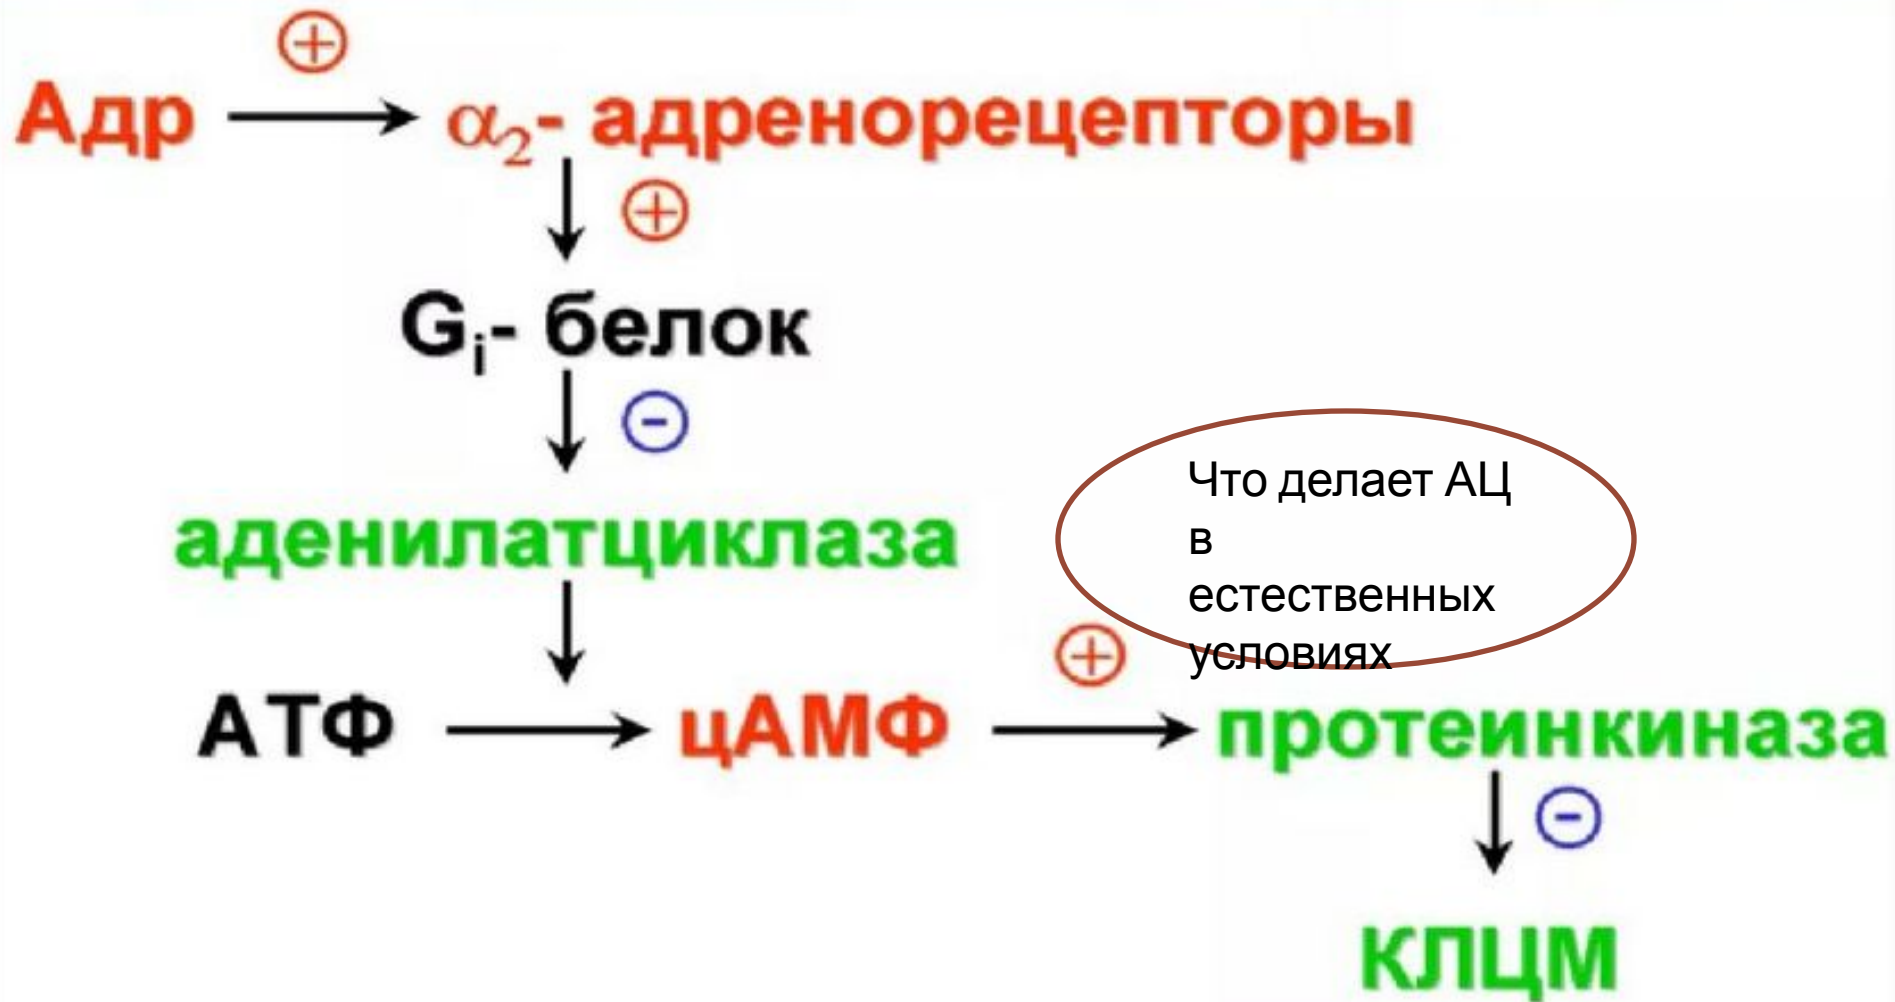 ⊕
Адр → α₂- адренорецепторы
⊕
Gᵢ- белок
⊖
Что делает АЦ
в
аденилатциклаза
естественных
условиях
⊕
АТФ → цАМФ → протеинкиназа
⊖
КЛЦМ